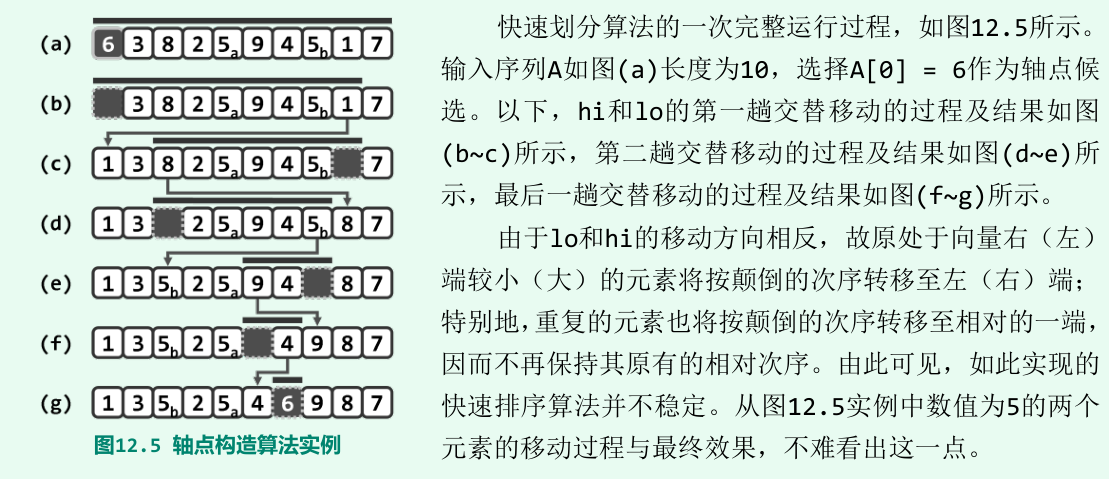 (a) 6 3 8 2 5a 9 4 5b 1 7
(b) 3 8 2 5a 9 4 5b 1 7
(c) 1 3 8 2 5a 9 4 5b 7
(d) 1 3 2 5a 9 4 5b 8 7
(e) 1 3 5b 2 5a 9 4 8 7
(f) 1 3 5b 2 5a 4 9 8 7
(g) 1 3 5b 2 5a 4 6 9 8 7
图12.5 轴点构造算法实例
快速划分算法的一次完整运行过程，如图12.5所示。
输入序列A如图(a)长度为10，选择A[0] = 6作为轴点候
选。以下，hi和lo的第一趟交替移动的过程及结果如图
(b~c)所示，第二趟交替移动的过程及结果如图(d~e)所
示，最后一趟交替移动的过程及结果如图(f~g)所示。
由于lo和hi的移动方向相反，故原处于向量右（左）
端较小（大）的元素将按颠倒的次序转移至左（右）端；
特别地，重复的元素也将按颠倒的次序转移至相对的一端，
因而不再保持其原有的相对次序。由此可见，如此实现的
快速排序算法并不稳定。从图12.5实例中数值为5的两个
元素的移动过程与最终效果，不难看出这一点。